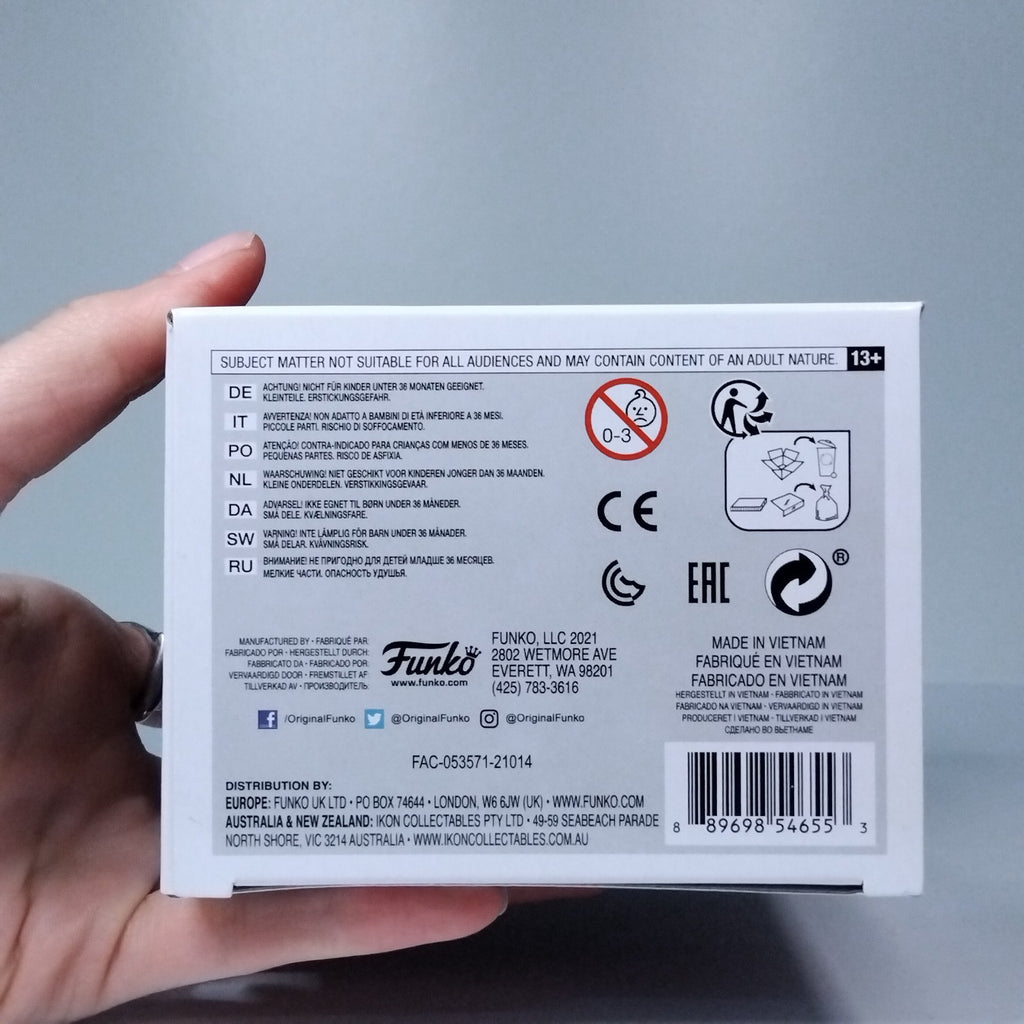 SUBJECT MATTER NOT SUITABLE FOR ALL AUDIENCES AND MAY CONTAIN CONTENT OF AN ADULT NATURE. 13+
DE ACHTUNG! NICHT FÜR KINDER UNTER 36 MONATEN GEEIGNET.
KLEINTEILE. ERSTICKUNGSGEFAHR.
IT AVVERTENZA! NON ADATTO A BAMBINI DI ETÀ INFERIORE A 36 MESI.
PICCOLE PARTI. RISCHIO DI SOFFOCAMENTO.
PO ATENÇÃO! CONTRA-INDICADO PARA CRIANÇAS COM MENOS DE 36 MESES.
PEQUENAS PARTES. RISCO DE ASFIXIA.
NL WAARSCHUWING! NIET GESCHIKT VOOR KINDEREN JONGER DAN 36 MAANDEN.
KLEINE ONDERDELEN. VERSTIKKINGSGEVAAR.
DA ADVARSEL! IKKE EGNET TIL BØRN UNDER 36 MÅNEDER.
SMÅ DELE. KVÆLNINGSFARE.
SW VARNING! INTE LÄMPLIG FÖR BARN UNDER 36 MÅNADER.
SMÅ DELAR. KVÄVNINGSRISK.
RU ВНИМАНИЕ! НЕ ПРИГОДНО ДЛЯ ДЕТЕЙ МЛАДШЕ 36 МЕСЯЦЕВ.
МЕЛКИЕ ЧАСТИ. ОПАСНОСТЬ УДУШЬЯ.
0-3
CE
EAC
®
MANUFACTURED BY • FABRIQUÉ PAR:
FABRICADO POR • HERGESTELLT DURCH:
FABBRICATO DA • FABRICADO POR:
VERVAARDIGD DOOR • FREMSTILLET AF:
TILLVERKAD AV • ПРОИЗВОДИТЕЛЬ:
Funko
www.funko.com
FUNKO, LLC 2021
2802 WETMORE AVE
EVERETT, WA 98201
(425) 783-3616
MADE IN VIETNAM
FABRIQUÉ EN VIETNAM
FABRICADO EN VIETNAM
HERGESTELLT IN VIETNAM • FABBRICATO IN VIETNAM
FABRICADO NA VIETNAM • VERVAARDIGD IN VIETNAM
PRODUCERET I VIETNAM • TILLVERKAD I VIETNAM
СДЕЛАНО ВО ВЬЕТНАМЕ
/OriginalFunko @OriginalFunko @OriginalFunko
FAC-053571-21014
DISTRIBUTION BY:
EUROPE: FUNKO UK LTD • PO BOX 74644 • LONDON, W6 6JW (UK) • WWW.FUNKO.COM
AUSTRALIA & NEW ZEALAND: IKON COLLECTABLES PTY LTD • 49-59 SEABEACH PARADE
NORTH SHORE, VIC 3214 AUSTRALIA • WWW.IKONCOLLECTABLES.COM.AU
8 89698 54655 3